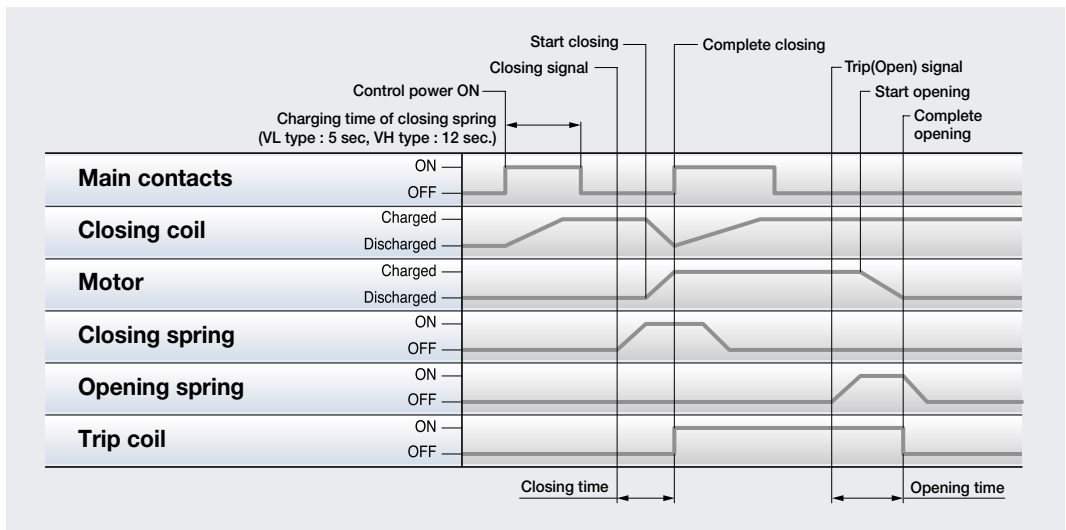 Start closing
Complete closing
Closing signal
Trip(Open) signal
Control power ON
Start opening
Charging time of closing spring
(VL type : 5 sec, VH type : 12 sec.)
Complete
opening
Main contacts
ON
OFF
Closing coil
Charged
Discharged
Motor
Charged
Discharged
Closing spring
ON
OFF
Opening spring
ON
OFF
Trip coil
ON
OFF
Closing time
Opening time